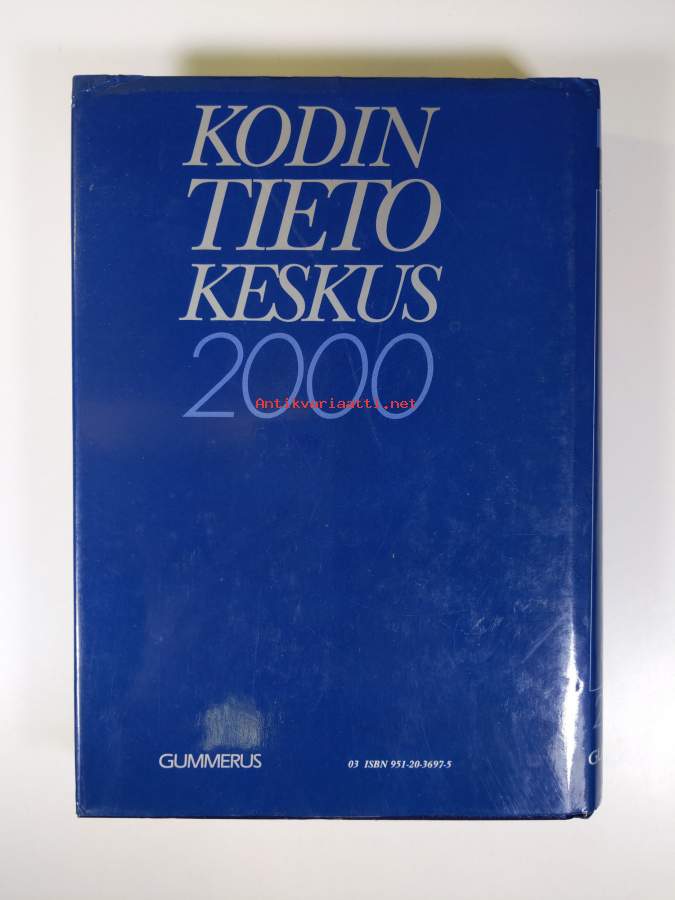 KODIN
TIETO
KESKUS
2000
Antikvariaatti.net
GUMMERUS
03 ISBN 951-20-3697-5